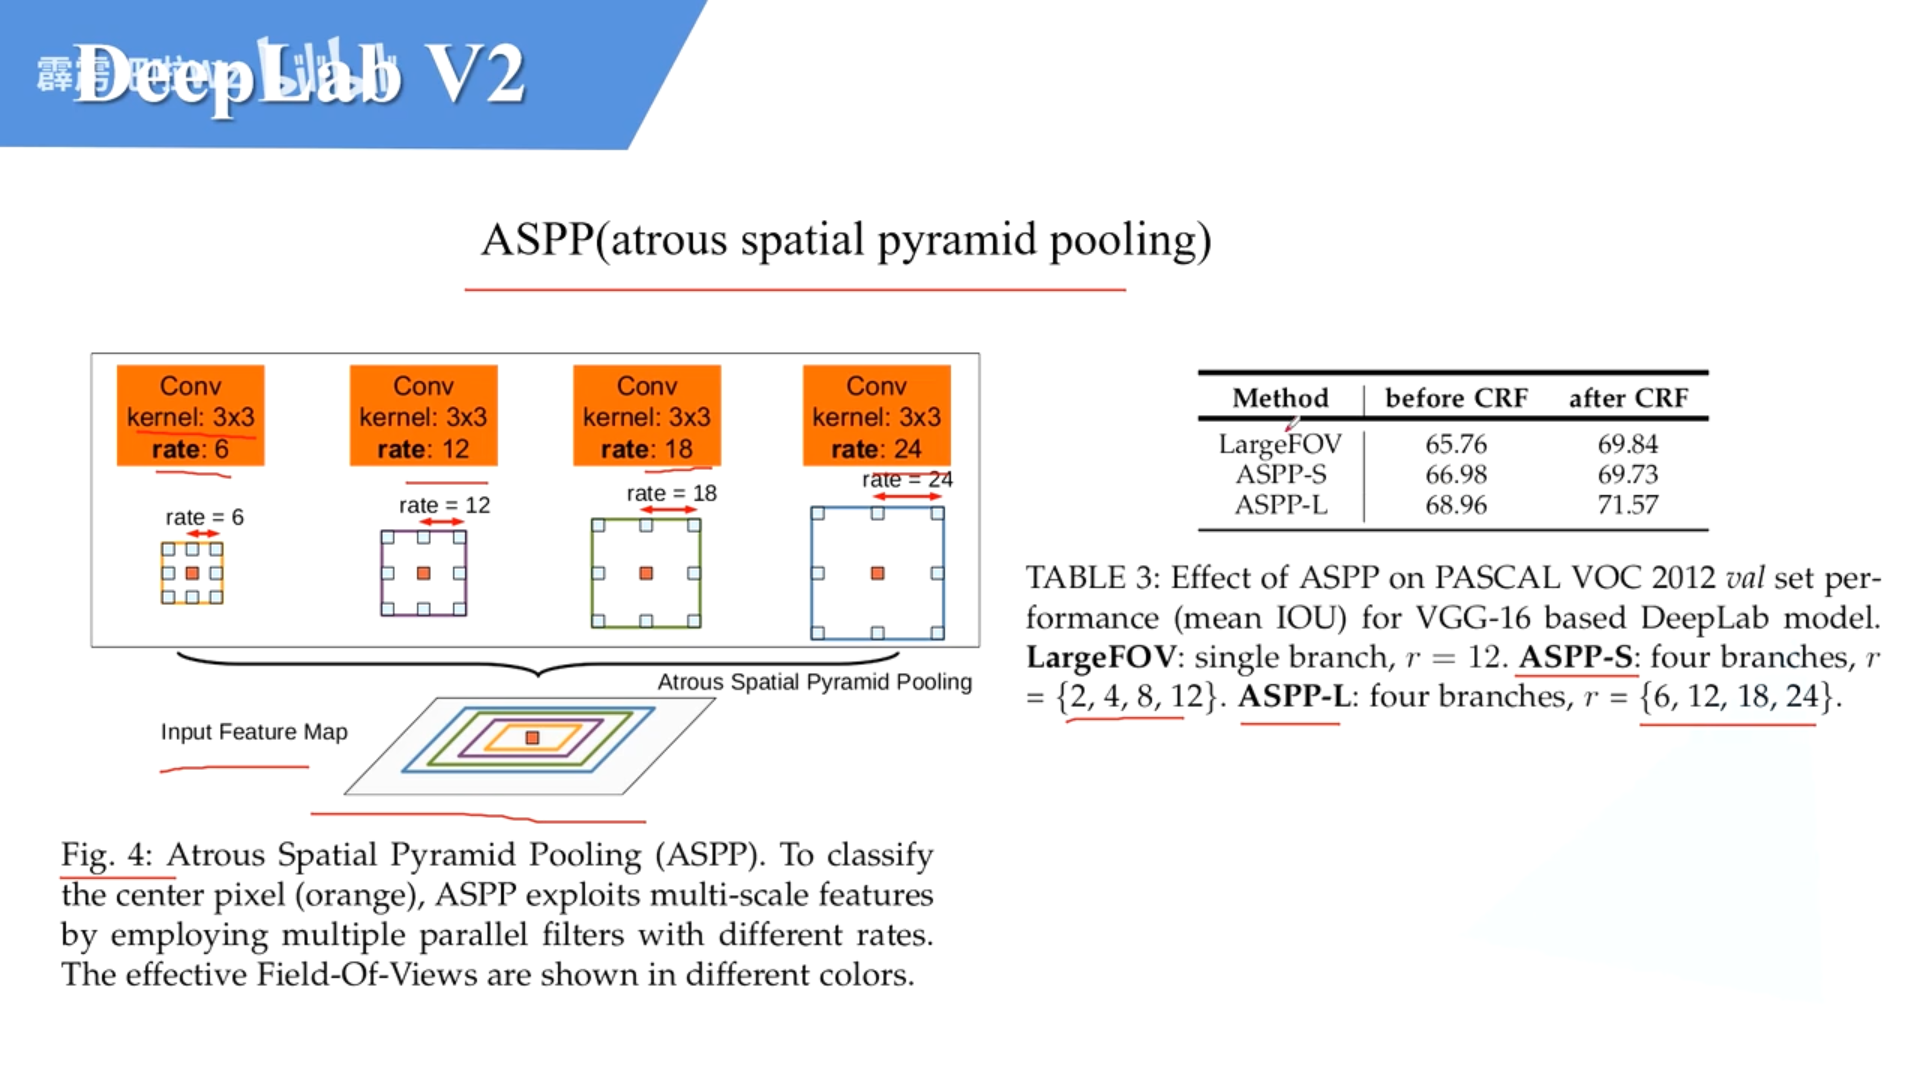 DeepLab V2
ASPP(atrous spatial pyramid pooling)
Conv
kernel: 3x3
rate: 6
Conv
kernel: 3x3
rate: 12
Conv
kernel: 3x3
rate: 18
Conv
kernel: 3x3
rate: 24
rate = 6
rate = 12
rate = 18
rate = 24
Atrous Spatial Pyramid Pooling
Input Feature Map
Fig. 4: Atrous Spatial Pyramid Pooling (ASPP). To classify
the center pixel (orange), ASPP exploits multi-scale features
by employing multiple parallel filters with different rates.
The effective Field-Of-Views are shown in different colors.
Method before CRF after CRF
LargeFOV 65.76 69.84
ASPP-S 66.98 69.73
ASPP-L 68.96 71.57
TABLE 3: Effect of ASPP on PASCAL VOC 2012 val set per-
formance (mean IOU) for VGG-16 based DeepLab model.
LargeFOV: single branch, r = 12. ASPP-S: four branches, r
= {2, 4, 8, 12}. ASPP-L: four branches, r = {6, 12, 18, 24}.